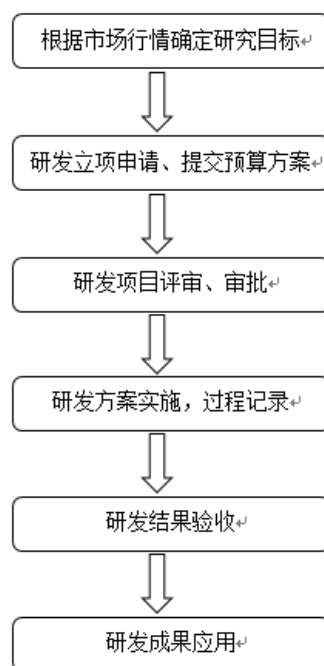 根据市场行情确定研究目标
研发立项申请、提交预算方案
研发项目评审、审批
研发方案实施，过程记录
研发结果验收
研发成果应用